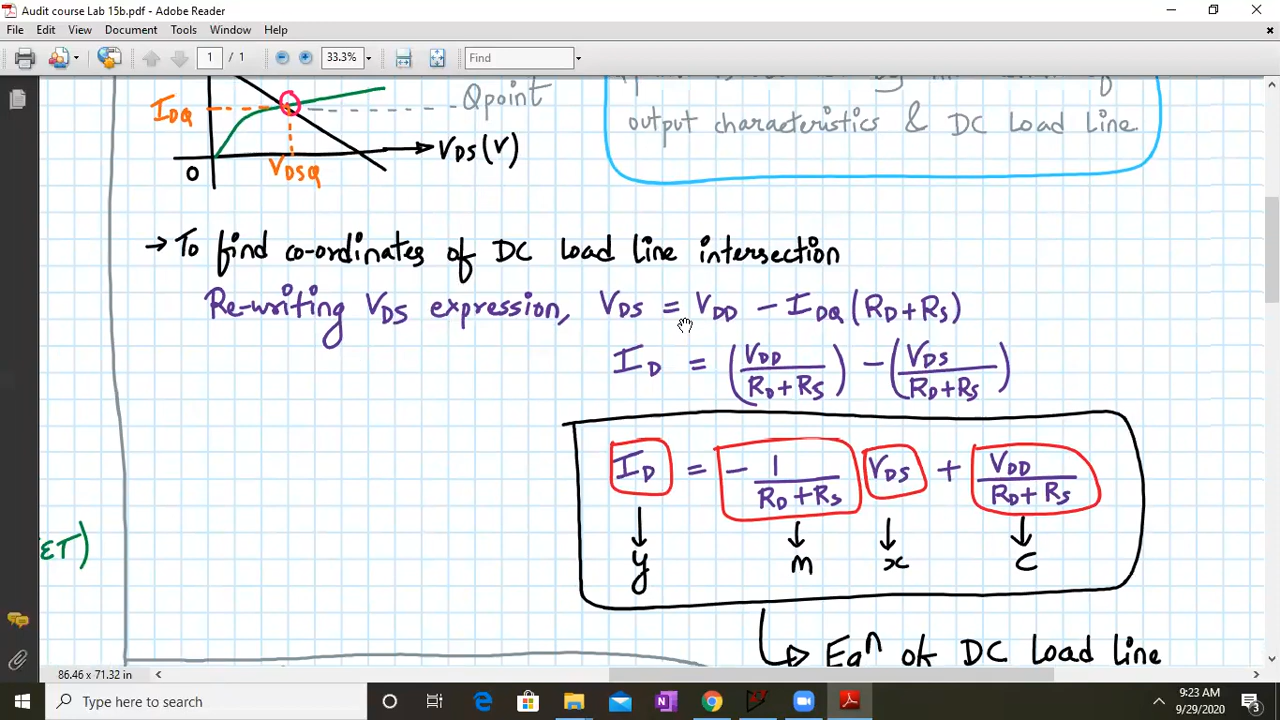 Audit course Lab 15b.pdf - Adobe Reader
File Edit View Document Tools Window Help
1 / 1 33.3% Find
IDQ Qpoint
output characteristics & DC Load Line.
0 VDSQ VDS(V)
→ To find co-ordinates of DC Load Line intersection
Re-writing VDS expression, VDS = VDD - IDQ (RD+RS)
ID = (VDD / RD+RS) - (VDS / RD+RS)
ID = - 1 / RD+RS VDS + VDD / RD+RS
ET)
y m x c
Eqn of DC Load Line
86.46 x 71.32 in
Type here to search
9:23 AM
9/29/2020
3